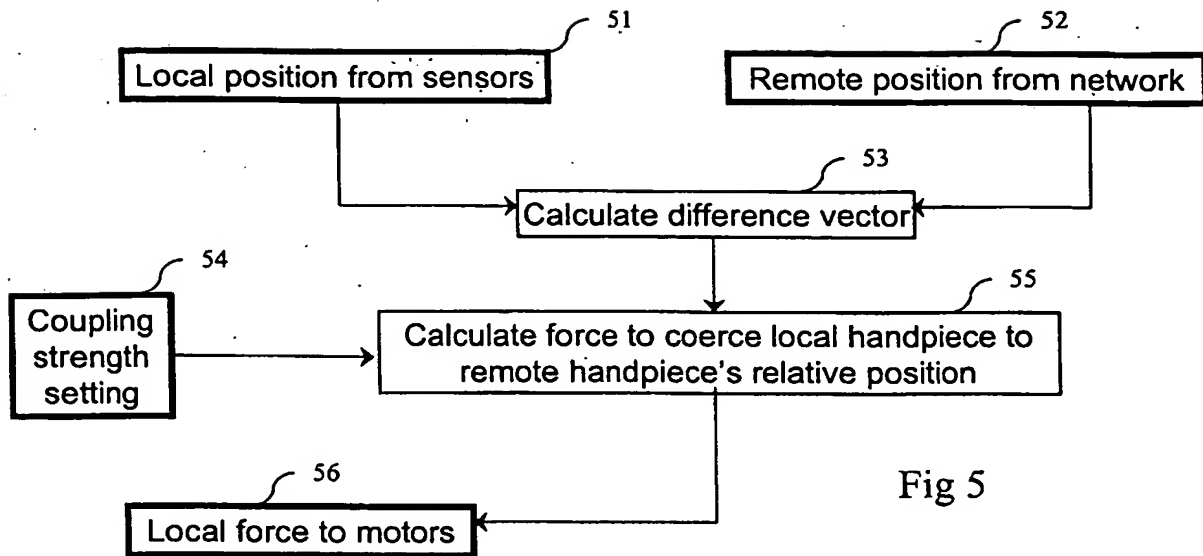 51
52
Local position from sensors
Remote position from network
53
Calculate difference vector
54
55
Coupling
strength
setting
Calculate force to coerce local handpiece to
remote handpiece's relative position
56
Local force to motors
Fig 5